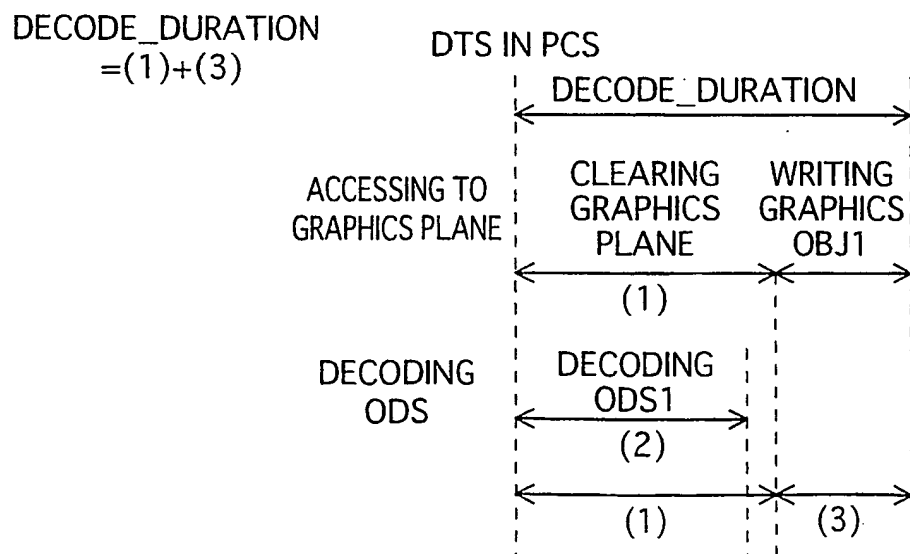 DECODE_DURATION
=(1)+(3)
DTS IN PCS
DECODE_DURATION
ACCESSING TO
GRAPHICS PLANE
CLEARING
GRAPHICS
PLANE
WRITING
GRAPHICS
OBJ1
(1)
DECODING
ODS
DECODING
ODS1
(2)
(1)
(3)